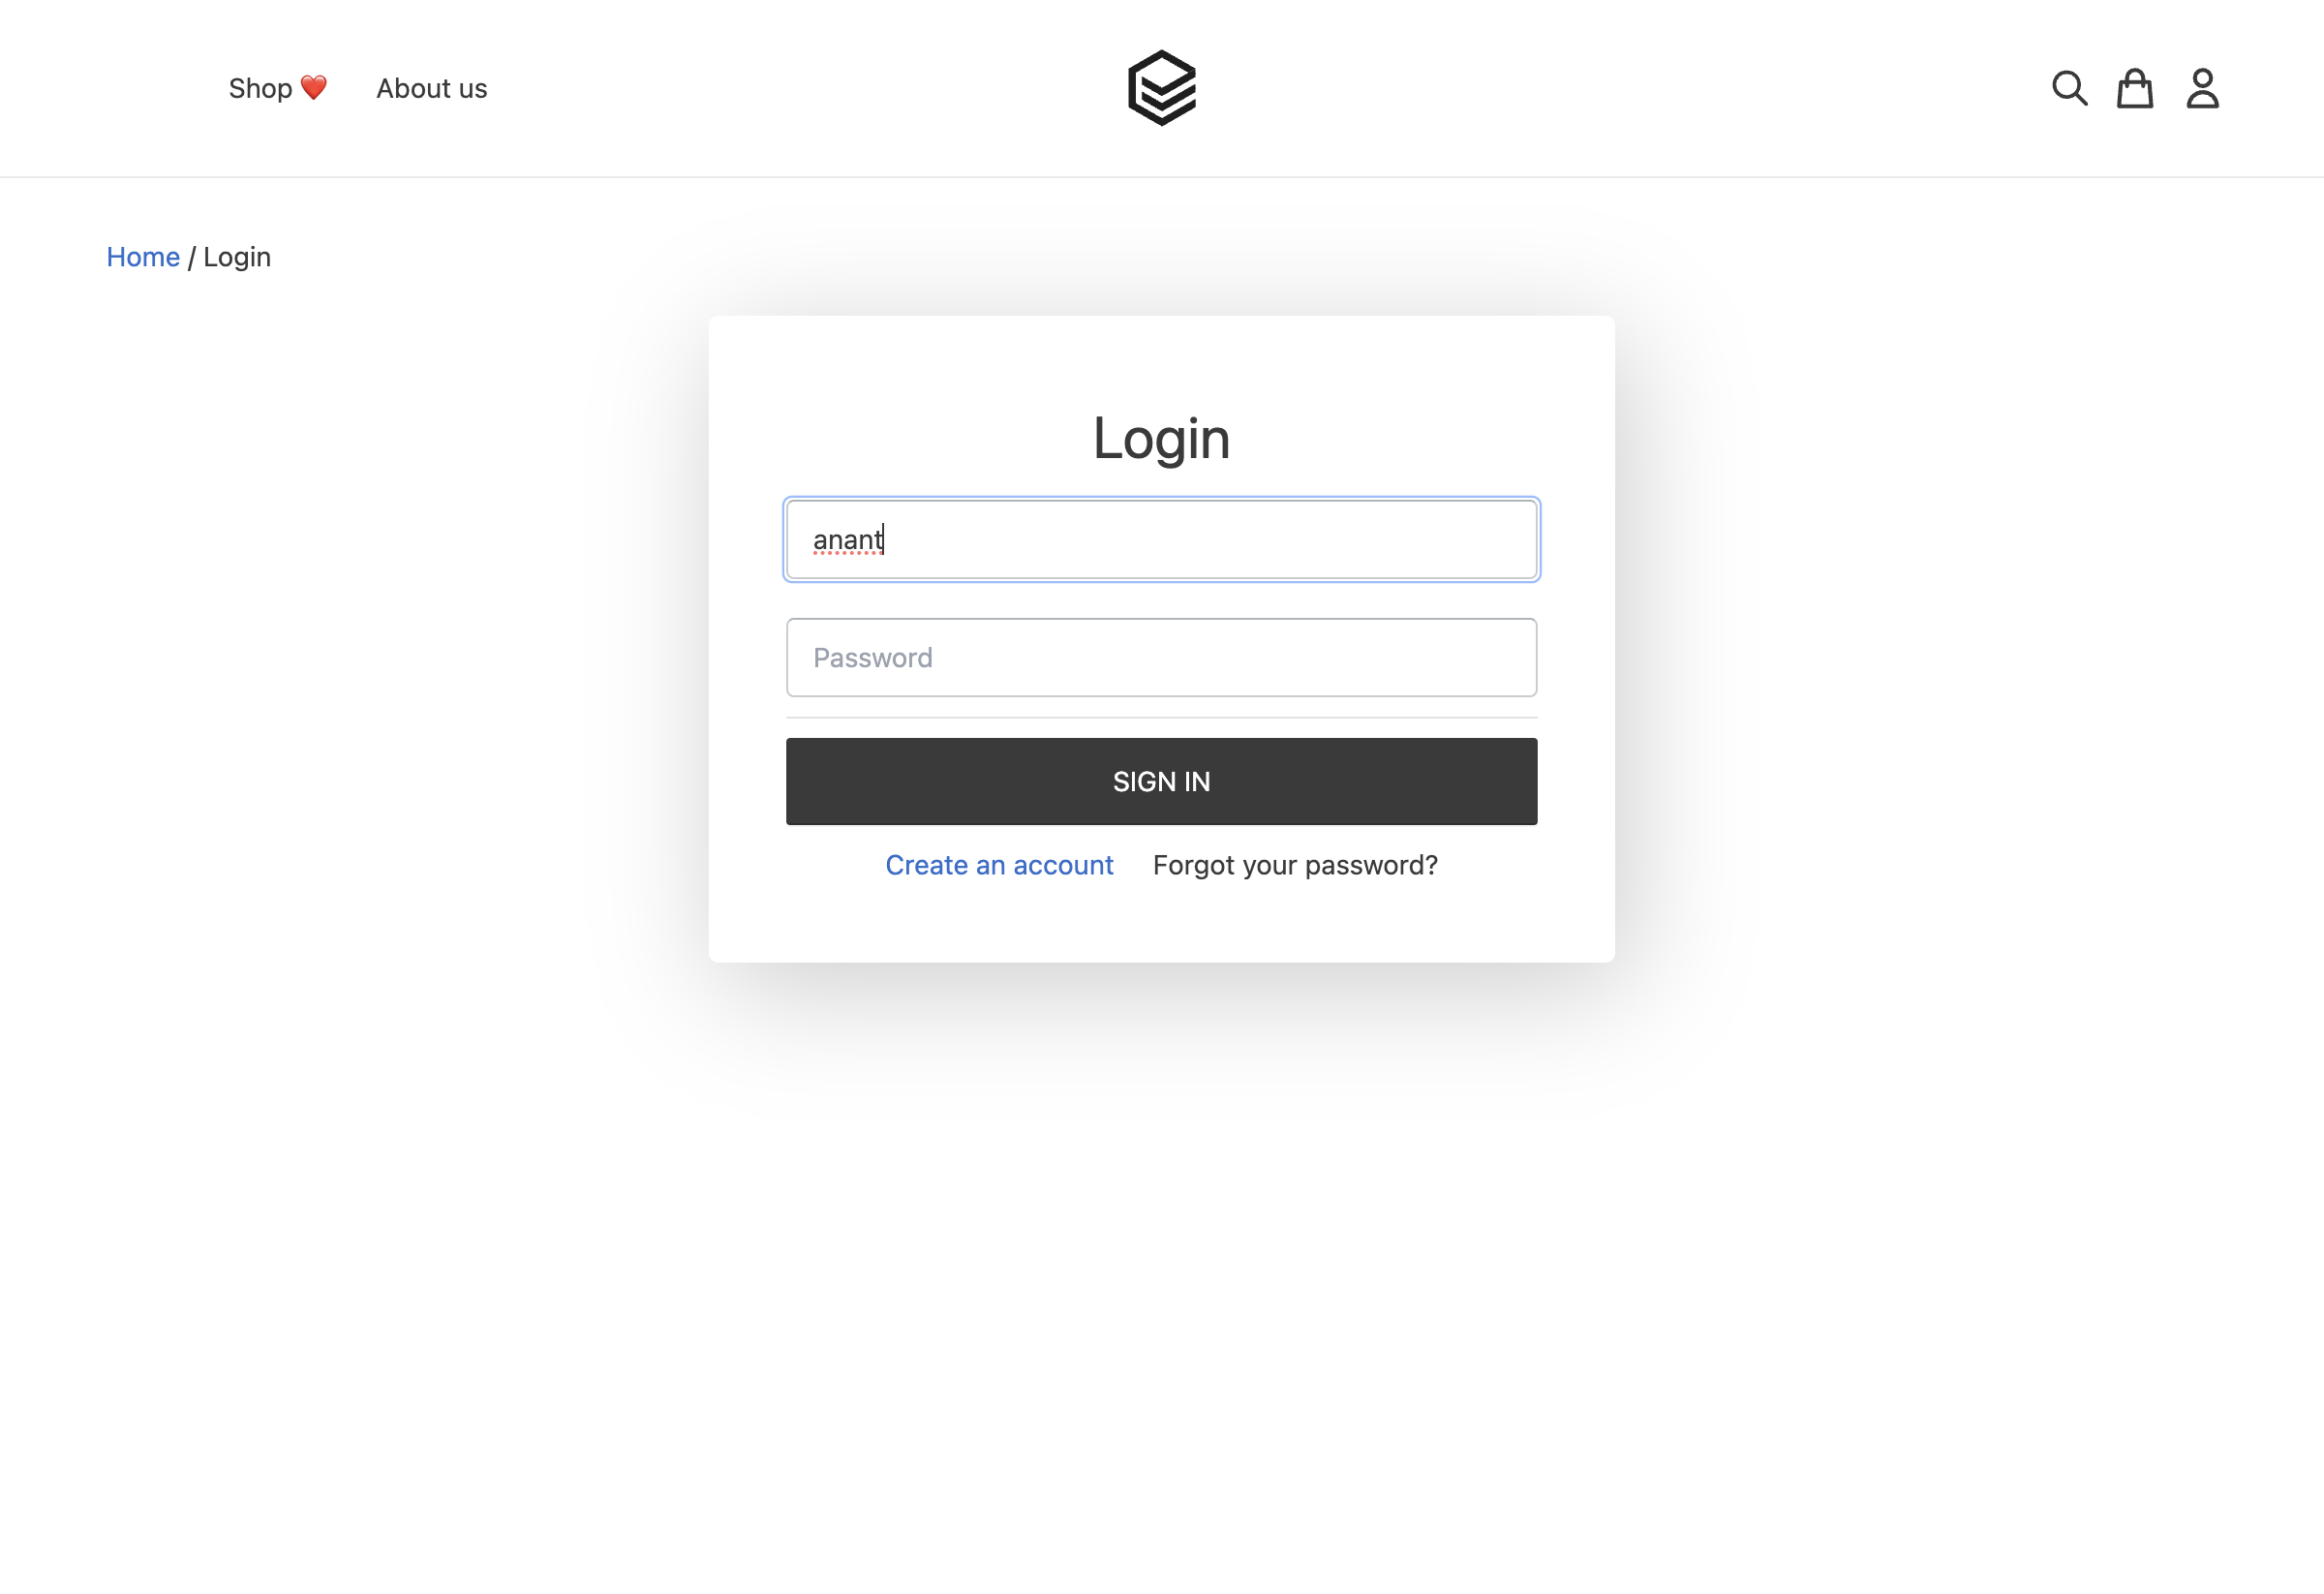 Shop ❤️ About us
Home / Login
Login
anant
Password
SIGN IN
Create an account Forgot your password?